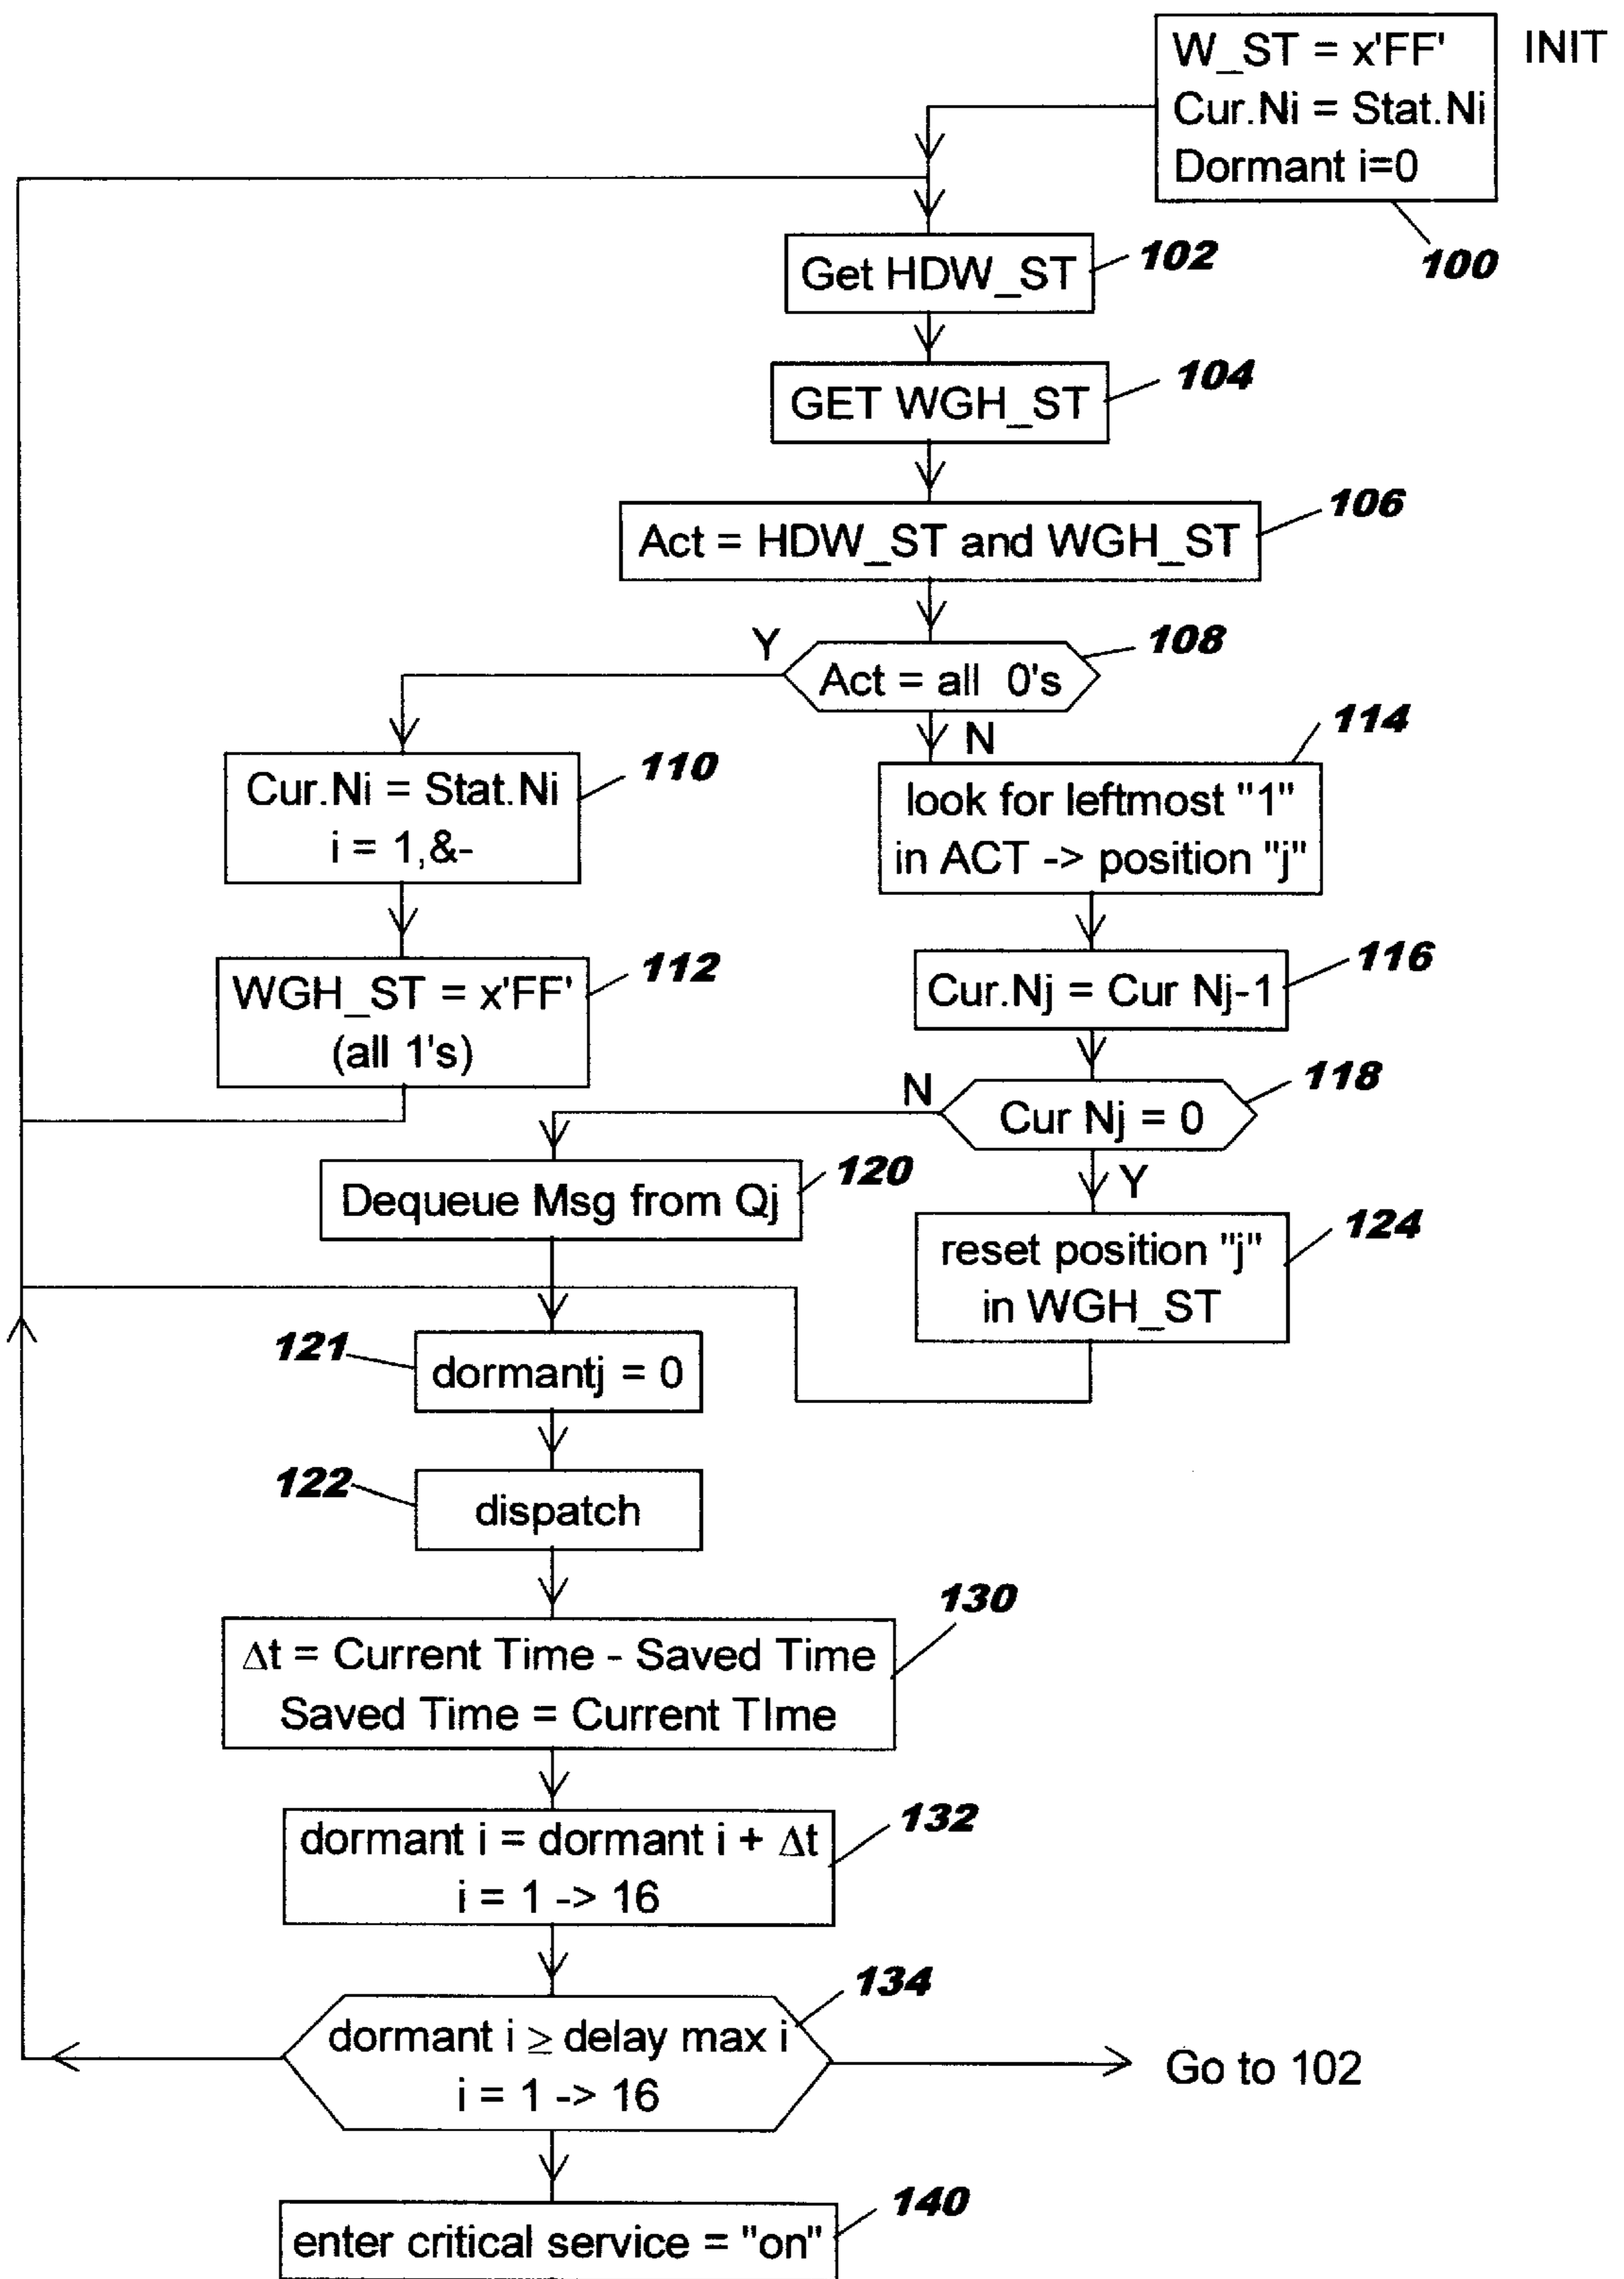 W_ST = x'FF'
Cur.Ni = Stat.Ni
Dormant i=0
INIT
100
Get HDW_ST
102
GET WGH_ST
104
Act = HDW_ST and WGH_ST
106
Act = all 0's
108
Y
N
Cur.Ni = Stat.Ni
i = 1,&-
110
look for leftmost "1"
in ACT -> position "j"
114
WGH_ST = x'FF'
(all 1's)
112
Cur.Nj = Cur Nj-1
116
Cur Nj = 0
118
N
Y
Dequeue Msg from Qj
120
reset position "j"
in WGH_ST
124
121
dormantj = 0
122
dispatch
Δt = Current Time - Saved Time
Saved Time = Current TIme
130
dormant i = dormant i + Δt
i = 1 -> 16
132
dormant i ≥ delay max i
i = 1 -> 16
134
Go to 102
enter critical service = "on"
140